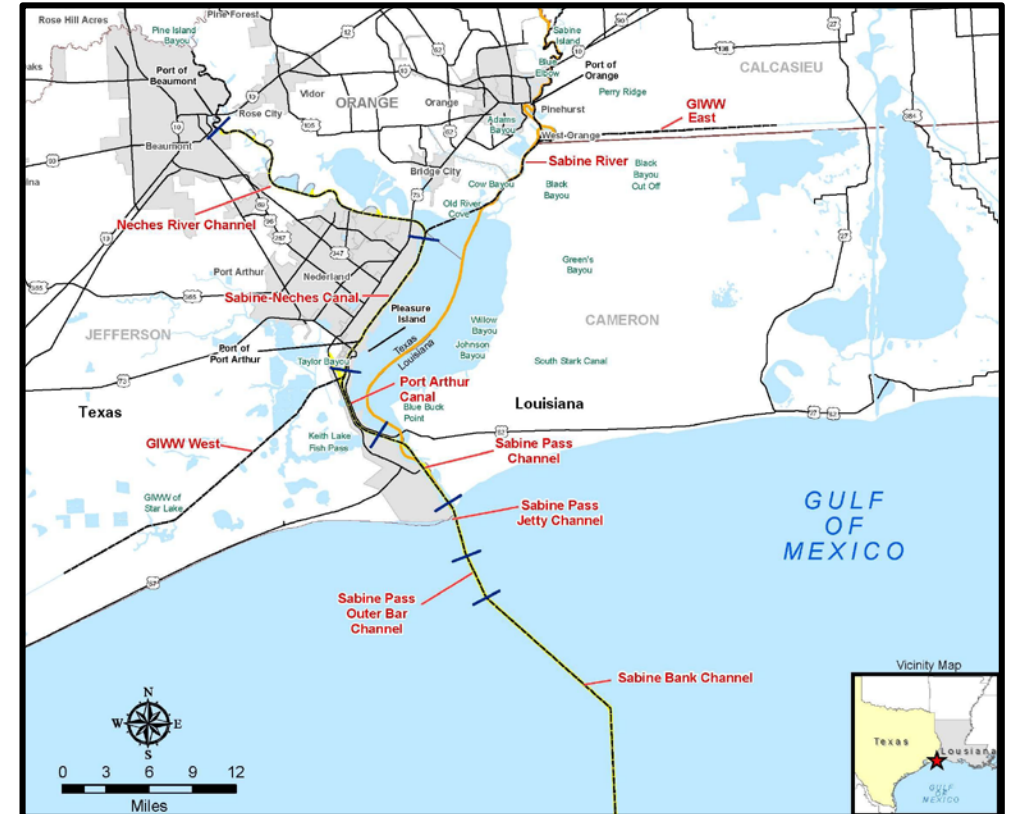 Rose Hill Acres
Pine Forest
Pine Island
Bayou
Port of
Beaumont
Rose City
Vidor
ORANGE
Orange
Sabine
Island
Blue
Elbow
Port of
Orange
Perry Ridge
CALCASIEU
Pinehurst
GIWW
East
Adams
Bayou
West-Orange
Beaumont
Bridge City
Sabine River
Cow Bayou
Black
Bayou
Black
Bayou
Cut Off
Old River
Cove
Neches River Channel
Port Arthur
Nederland
Green's
Bayou
Sabine-Neches Canal
Pleasure
Island
JEFFERSON
Willow
Bayou
CAMERON
Texas
Louisiana
Johnson
Bayou
Port of
Port Arthur
Taylor Bayou
South Stark Canal
Port Arthur
Canal
Texas
Blue Buck
Point
Louisiana
GIWW West
Keith Lake
Fish Pass
Sabine Pass
Channel
GIWW of
Star Lake
Sabine Pass
Jetty Channel
GULF
OF
MEXICO
Sabine Pass
Outer Bar
Channel
Sabine Bank Channel
Vicinity Map
N
W
E
S
Texas
Lousiana
GULF
OF
MEXICO
0 3 6 9 12
Miles